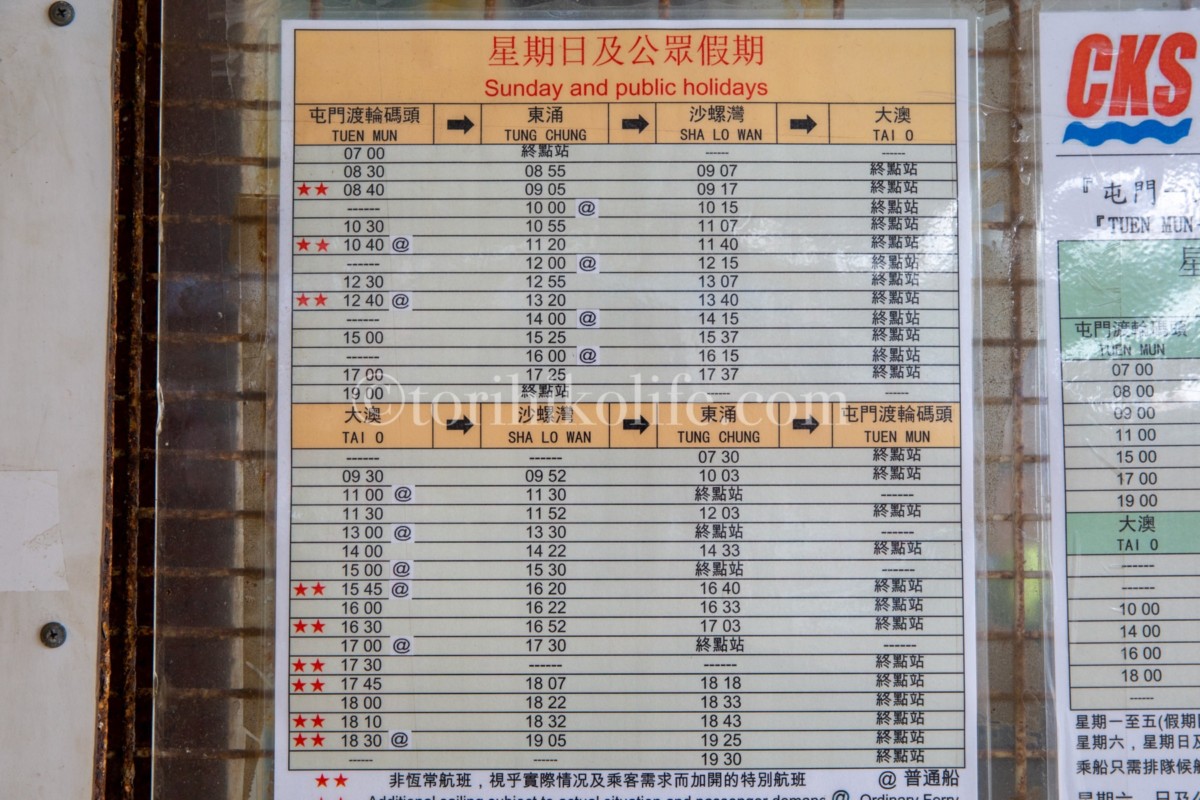 星期日及公眾假期
Sunday and public holidays
屯門渡輪碼頭 ➡ 東涌 ➡ 沙螺灣 ➡ 大澳
TUEN MUN TUNG CHUNG SHA LO WAN TAI O
07 00 終點站 ------ ------
08 30 08 55 09 07 終點站
★★ 08 40 09 05 09 17 終點站
------ 10 00 @ 10 15 終點站
10 30 10 55 11 07 終點站
★★ 10 40 @ 11 20 11 40 終點站
------ 12 00 @ 12 15 終點站
12 30 12 55 13 07 終點站
★★ 12 40 @ 13 20 13 40 終點站
------ 14 00 @ 14 15 終點站
15 00 15 25 15 37 終點站
------ 16 00 @ 16 15 終點站
17 00 17 25 17 37 終點站
19 00 終點站 ------ ------
大澳 ➡ 沙螺灣 ➡ 東涌 ➡ 屯門渡輪碼頭
TAI O SHA LO WAN TUNG CHUNG TUEN MUN
------ ------ 07 30 終點站
09 30 09 52 10 03 終點站
11 00 @ 11 30 終點站 ------
11 30 11 52 12 03 終點站
13 00 @ 13 30 終點站 ------
14 00 14 22 14 33 終點站
15 00 @ 15 30 終點站 ------
★★ 15 45 @ 16 20 16 40 終點站
16 00 16 22 16 33 終點站
★★ 16 30 16 52 17 03 終點站
17 00 @ 17 30 終點站 ------
★★ 17 30 ------ ------ 終點站
★★ 17 45 18 07 18 18 終點站
18 00 18 22 18 33 終點站
★★ 18 10 18 32 18 43 終點站
★★ 18 30 @ 19 05 19 25 終點站
------ ------ 19 30 終點站
★★ 非恆常航班，視乎實際情況及乘客需求而加開的特別航班 @ 普通船
Additional sailing subject to actual situation and passenger demans @ Ordinary Ferry
©torihikolife.com
CKS
『屯門一
『TUEN MUN
星
屯門渡輪碼頭
TUEN MUN
07 00
08 00
09 00
11 00
15 00
17 00
19 00
大澳
TAI O
------
------
10 00
14 00
16 00
18 00
------
星期一至五(假期
星期六，星期日及
乘船只需排隊候